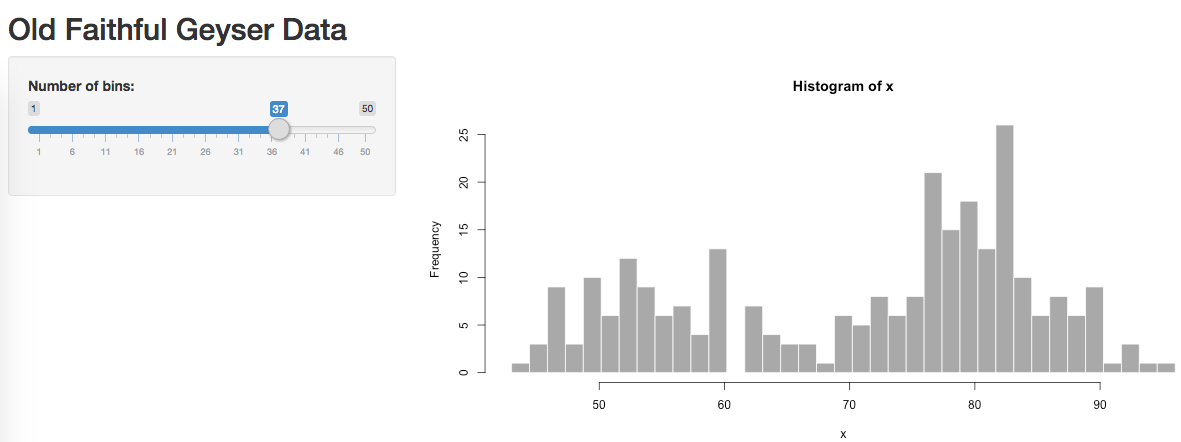 Old Faithful Geyser Data
Number of bins:
1 37 50
1 6 11 16 21 26 31 36 41 46 50
Histogram of x
Frequency
25
20
15
10
5
0
50 60 70 80 90
x